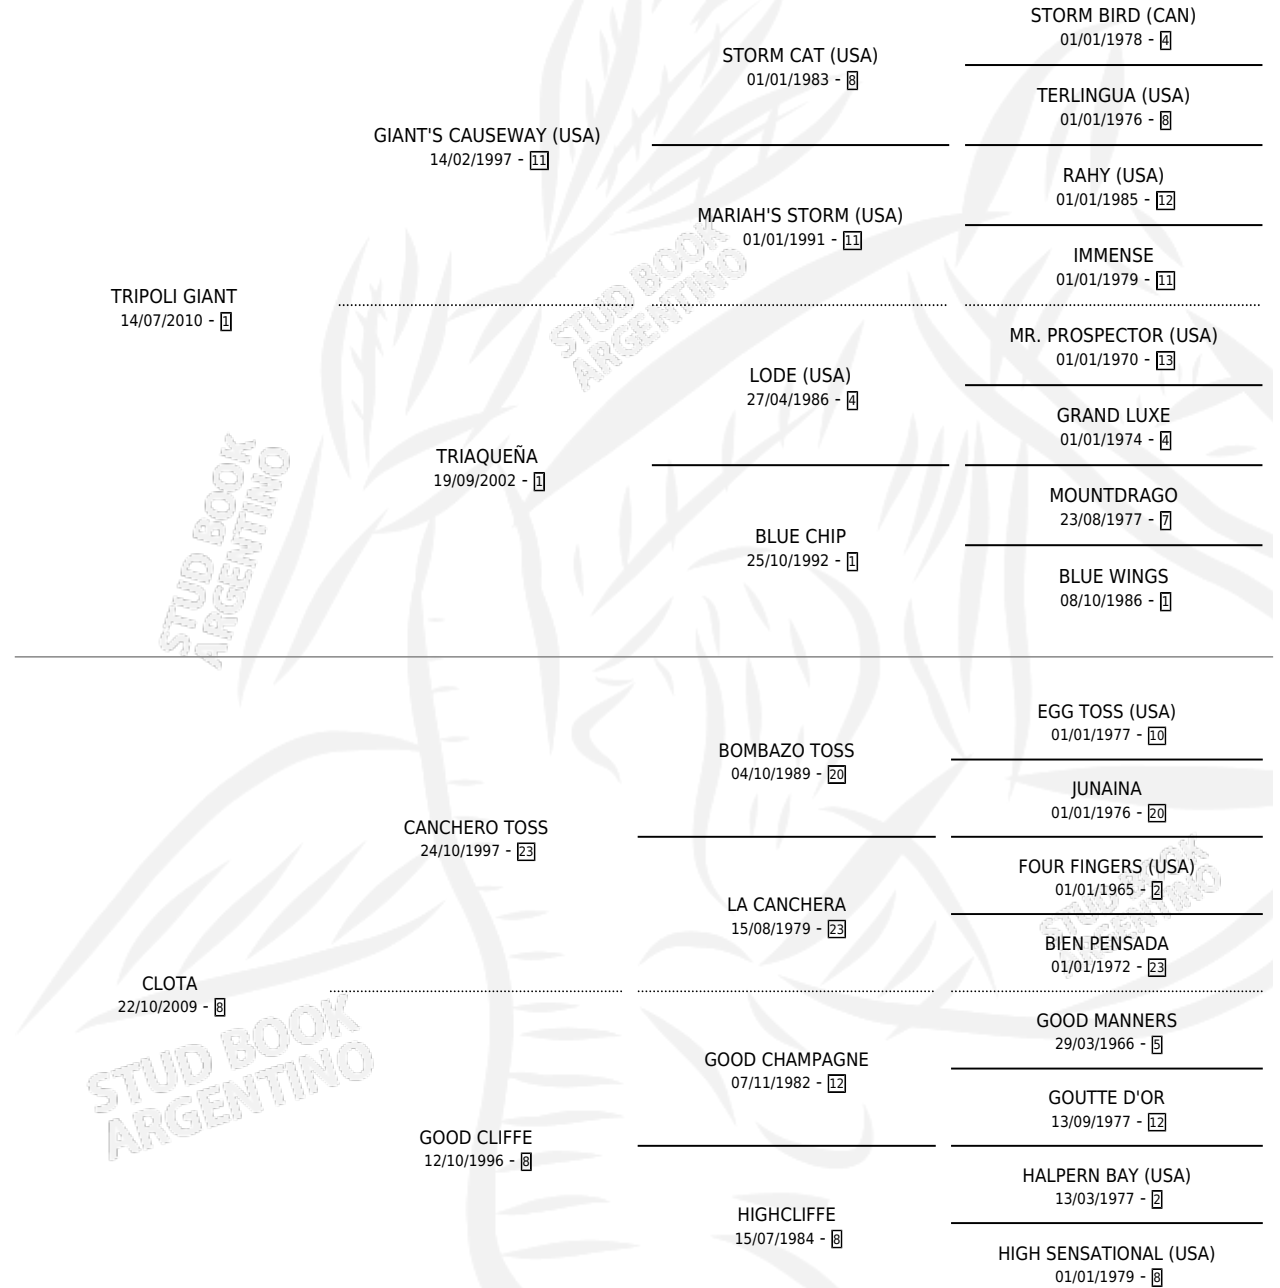 STORM BIRD (CAN)
01/01/1978 - 4
STORM CAT (USA)
01/01/1983 - 8
TERLINGUA (USA)
01/01/1976 - 8
GIANT'S CAUSEWAY (USA)
14/02/1997 - 11
RAHY (USA)
01/01/1985 - 12
MARIAH'S STORM (USA)
01/01/1991 - 11
IMMENSE
01/01/1979 - 11
TRIPOLI GIANT
14/07/2010 - 1
MR. PROSPECTOR (USA)
01/01/1970 - 13
LODE (USA)
27/04/1986 - 4
GRAND LUXE
01/01/1974 - 4
TRIAQUEÑA
19/09/2002 - 1
MOUNTDRAGO
23/08/1977 - 7
BLUE CHIP
25/10/1992 - 1
BLUE WINGS
08/10/1986 - 1
EGG TOSS (USA)
01/01/1977 - 10
BOMBAZO TOSS
04/10/1989 - 20
JUNAINA
01/01/1976 - 20
CANCHERO TOSS
24/10/1997 - 23
FOUR FINGERS (USA)
01/01/1965 - 2
LA CANCHERA
15/08/1979 - 23
BIEN PENSADA
01/01/1972 - 23
CLOTA
22/10/2009 - 8
GOOD MANNERS
29/03/1966 - 5
GOOD CHAMPAGNE
07/11/1982 - 12
GOUTTE D'OR
13/09/1977 - 12
GOOD CLIFFE
12/10/1996 - 8
HALPERN BAY (USA)
13/03/1977 - 2
HIGHCLIFFE
15/07/1984 - 8
HIGH SENSATIONAL (USA)
01/01/1979 - 8
STUD BOOK
ARGENTINO
STUD BOOK
ARGENTINO
STUD BOOK
ARGENTINO
STUD BOOK
ARGENTINO